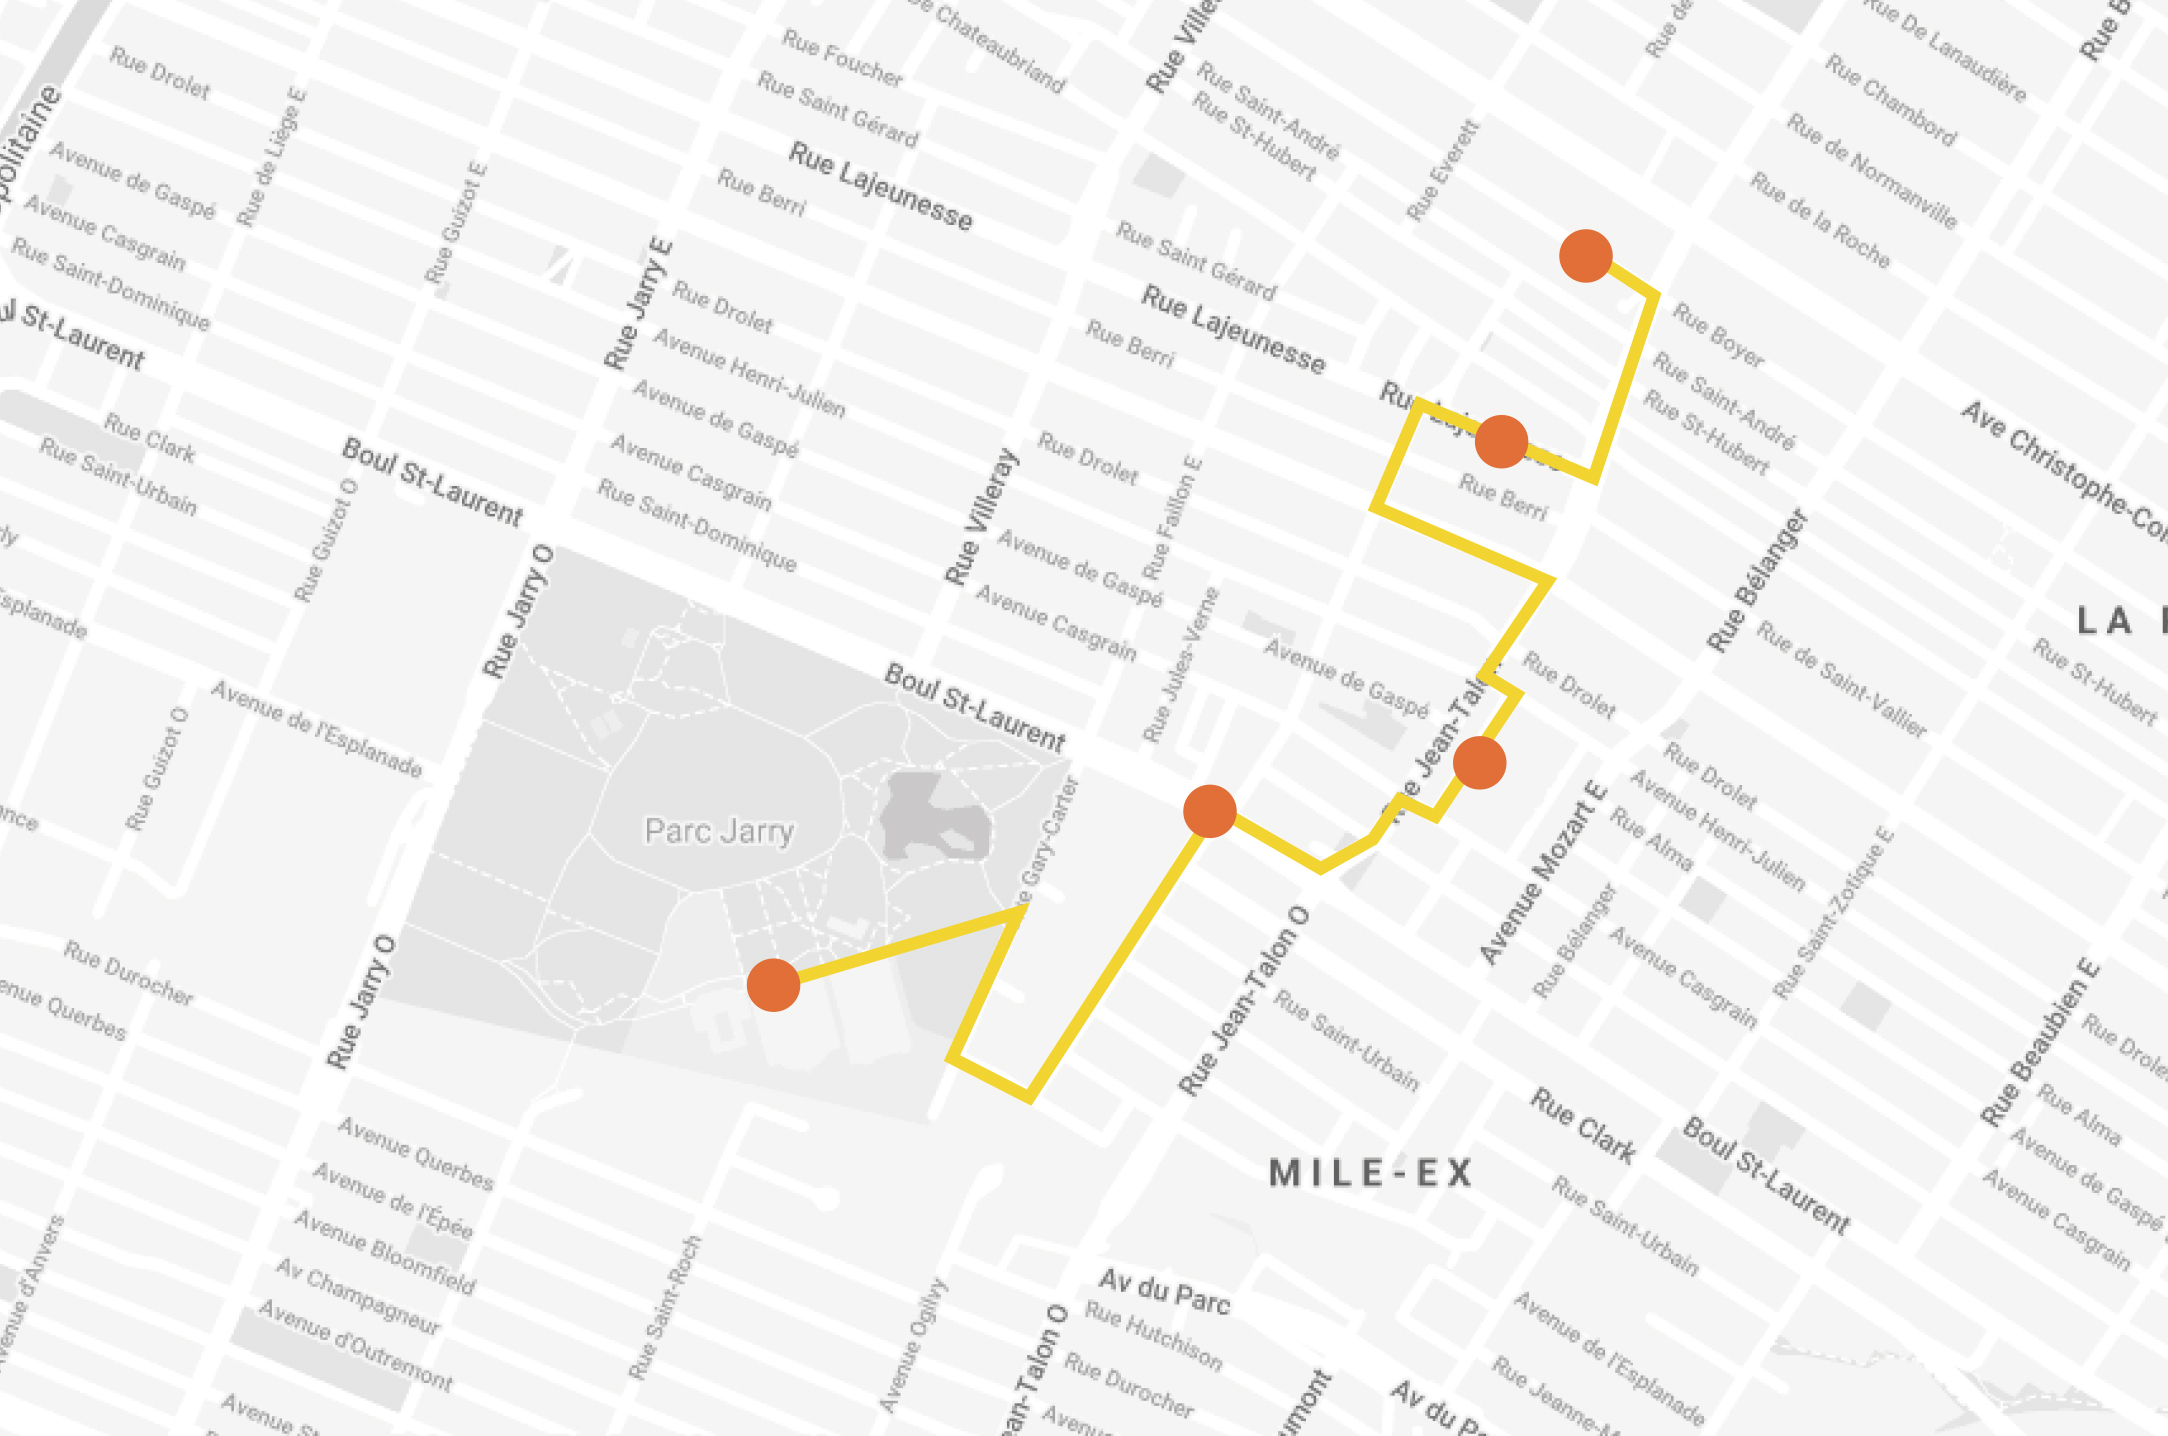 De Chateaubriand
Rue Foucher
Rue Saint Gérard
Rue Drolet
Rue de Liège E
Rue Guizot E
Avenue de Gaspé
Avenue Casgrain
Rue Saint-Dominique
St-Laurent
Rue Lajeunesse
Rue Berri
Rue Jarry E
Rue Saint-André
Rue St-Hubert
Rue Everett
Rue De Lanaudière
Rue Chambord
Rue de Normanville
Rue de la Roche
Rue Saint Gérard
Rue Lajeunesse
Rue Berri
Rue Drolet
Avenue Henri-Julien
Avenue de Gaspé
Avenue Casgrain
Rue Saint-Dominique
Rue Boyer
Rue Saint-André
Rue St-Hubert
Rue Berri
Rue Clark
Rue Saint-Urbain
Boul St-Laurent
Rue Guizot O
Rue Villeray
Rue Drolet
Rue Faillon E
Avenue de Gaspé
Avenue Casgrain
Rue Jules-Verne
Rue Jarry O
Avenue de l'Esplanade
Rue Guizot O
Boul St-Laurent
Avenue de Gaspé
Rue Drolet
Rue Bélanger
Rue de Saint-Vallier
LA
Rue St-Hubert
Rue Drolet
Avenue Henri-Julien
Rue Alma
Avenue Mozart E
Rue Bélanger
Avenue Casgrain
Rue Saint-Zotique E
Parc Jarry
Gary-Carter
Rue Durocher
Rue Jarry O
Rue Jean-Talon O
Rue Saint-Urbain
Rue Clark
Boul St-Laurent
Rue Beaubien E
Rue Alma
Avenue de Gaspé
Avenue Casgrain
Avenue Querbes
Avenue de l'Épée
Avenue Bloomfield
Av Champagneur
Avenue d'Outremont
Avenue d'Anvers
Rue Saint-Roch
Avenue Ogilvy
MILE-EX
Av du Parc
Rue Hutchison
Rue Durocher
Rue Saint-Urbain
Avenue de l'Esplanade